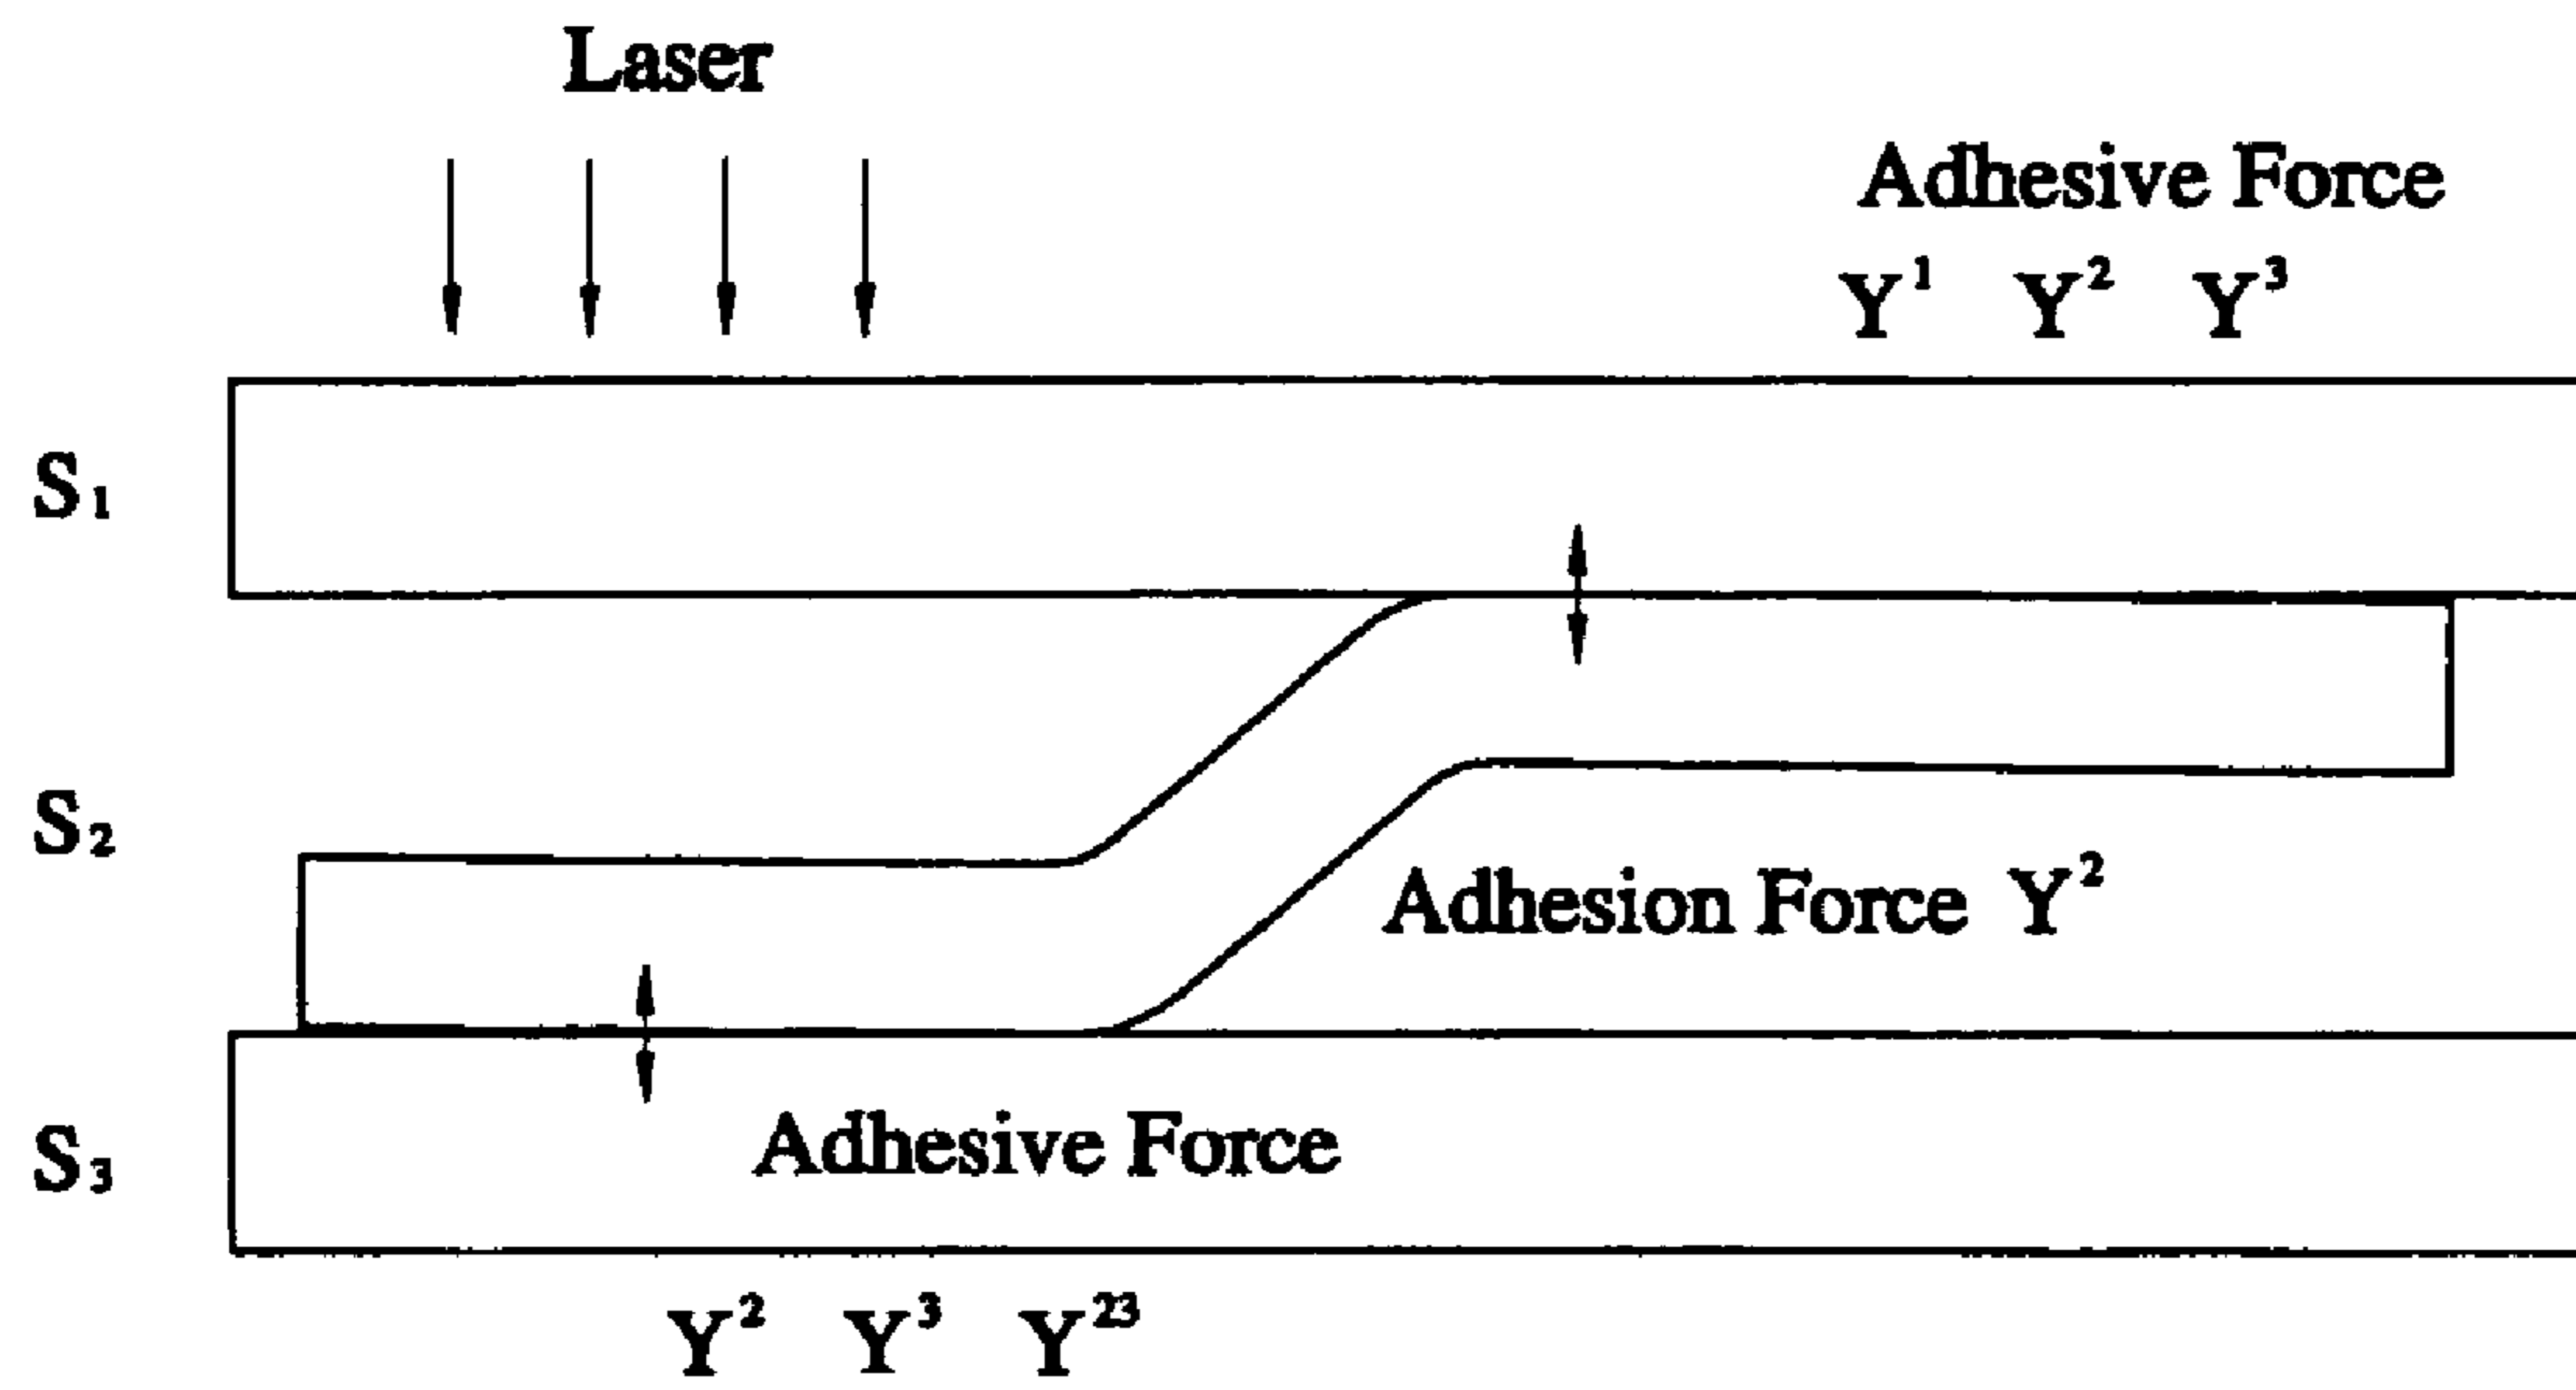 Laser
Adhesive Force
Y¹ Y² Y³
S₁
S₂
Adhesion Force Y²
S₃
Adhesive Force
Y² Y³ Y²³